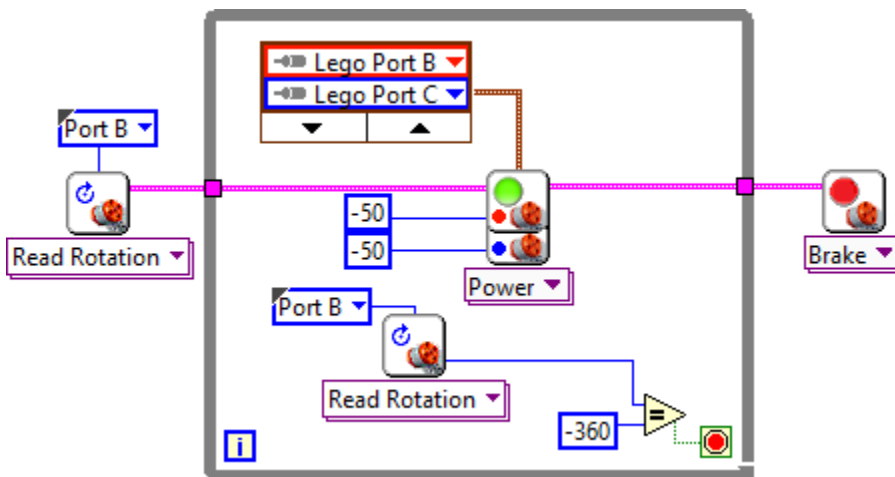 Lego Port B
Lego Port C
Port B
Read Rotation
-50
-50
Power
Brake
Port B
Read Rotation
-360
=
i